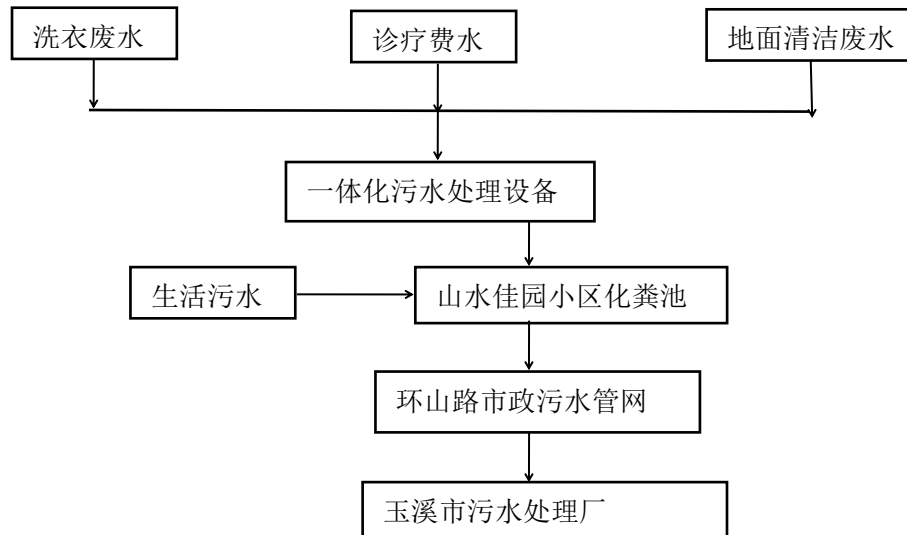 洗衣废水
诊疗费水
地面清洁废水
一体化污水处理设备
生活污水
山水佳园小区化粪池
环山路市政污水管网
玉溪市污水处理厂